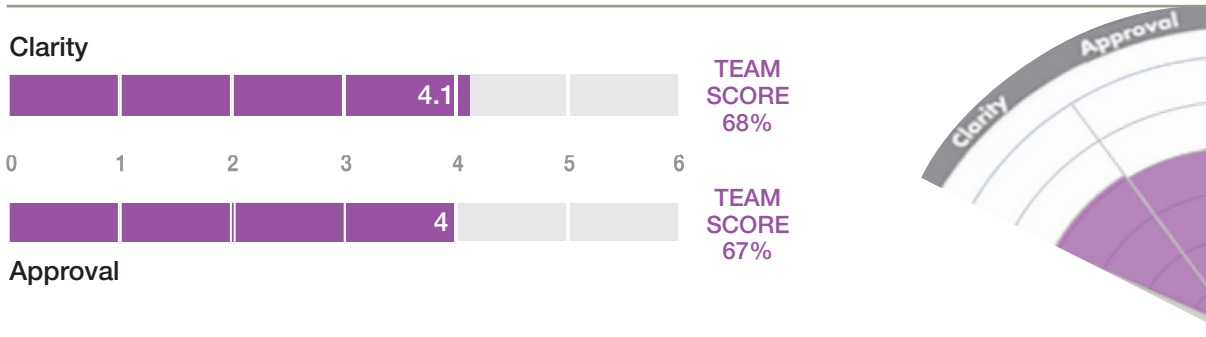 Clarity
4.1
TEAM
SCORE
68%
0 1 2 3 4 5 6
4
TEAM
SCORE
67%
Approval
Clarity
Approval